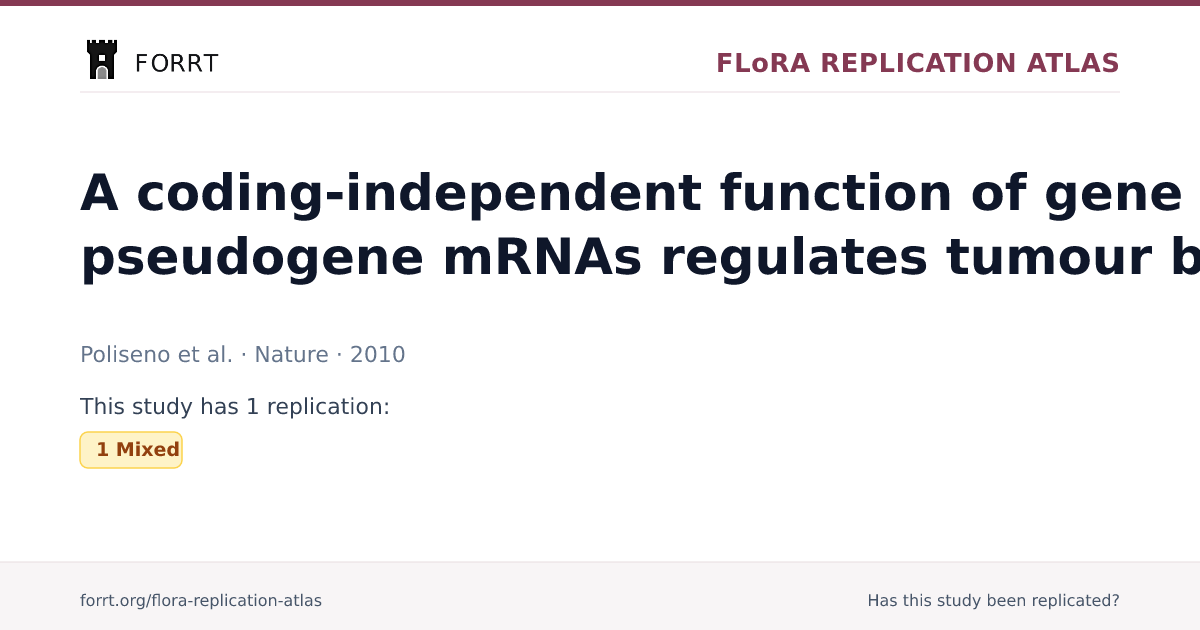 FORRT
FLoRA REPLICATION ATLAS
A coding-independent function of gene
pseudogene mRNAs regulates tumour b
Poliseno et al. · Nature · 2010
This study has 1 replication:
1 Mixed
forrt.org/flora-replication-atlas
Has this study been replicated?